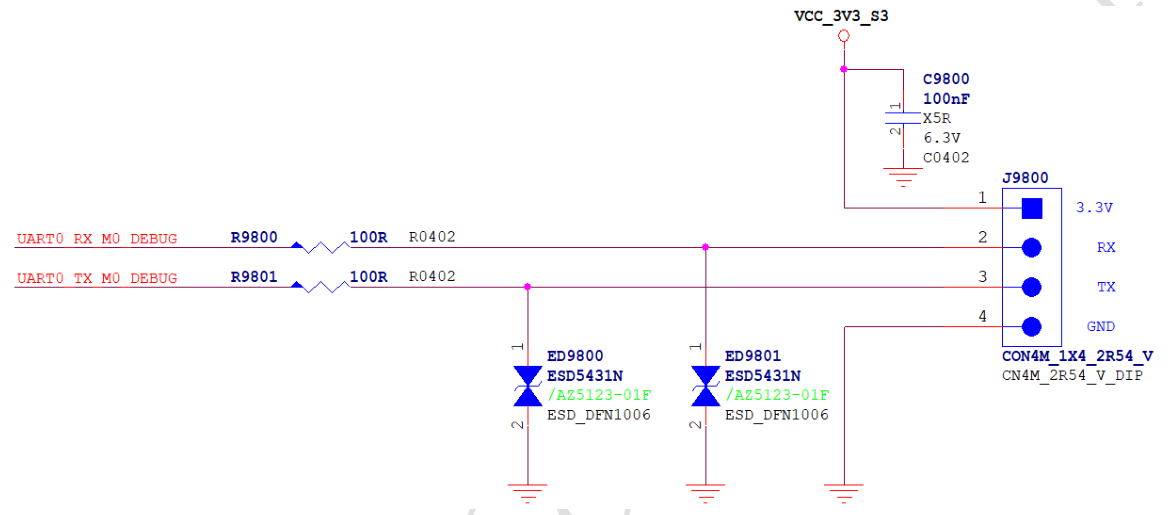 VCC_3V3_S3
C9800
100nF
X5R
6.3V
C0402
1
2
J9800
1
3.3V
UART0 RX M0 DEBUG
R9800
100R
R0402
2
RX
UART0 TX M0 DEBUG
R9801
100R
R0402
3
TX
4
GND
CON4M_1X4_2R54_V
CN4M_2R54_V_DIP
1
ED9800
ESD5431N
/AZ5123-01F
ESD_DFN1006
2
1
ED9801
ESD5431N
/AZ5123-01F
ESD_DFN1006
2